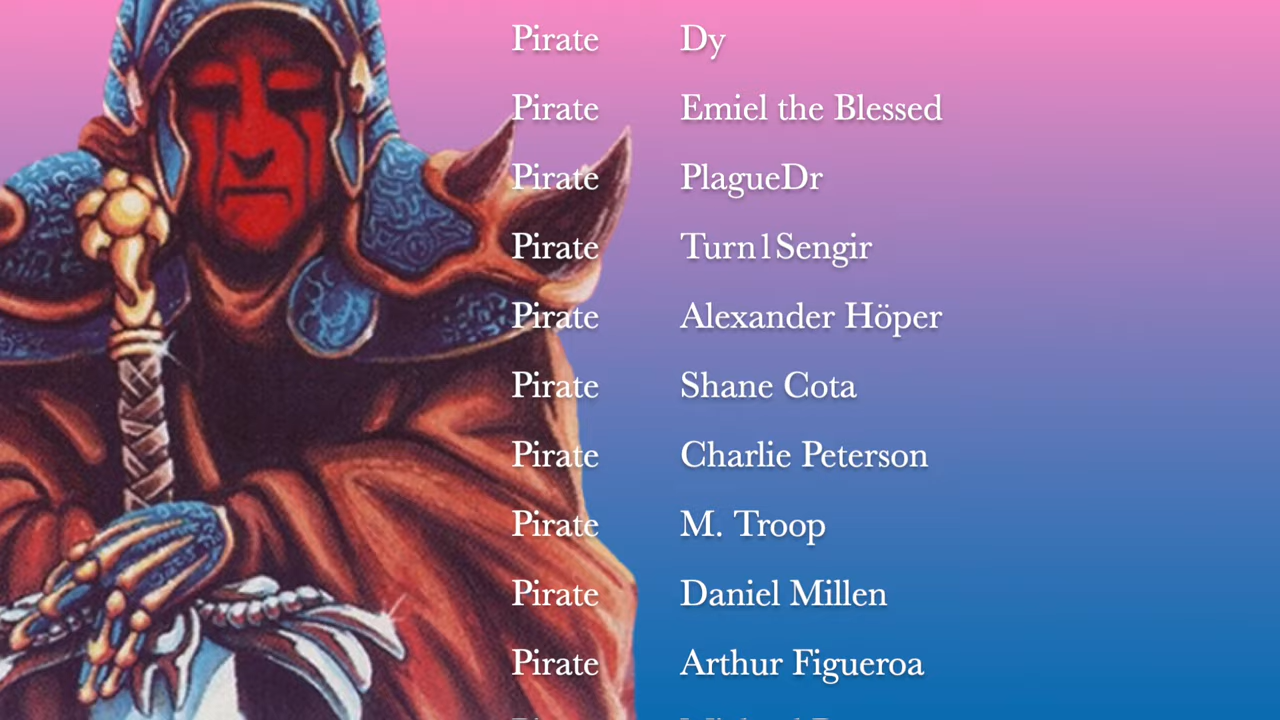 Pirate Dy
Pirate Emiel the Blessed
Pirate PlagueDr
Pirate Turn1Sengir
Pirate Alexander Höper
Pirate Shane Cota
Pirate Charlie Peterson
Pirate M. Troop
Pirate Daniel Millen
Pirate Arthur Figueroa